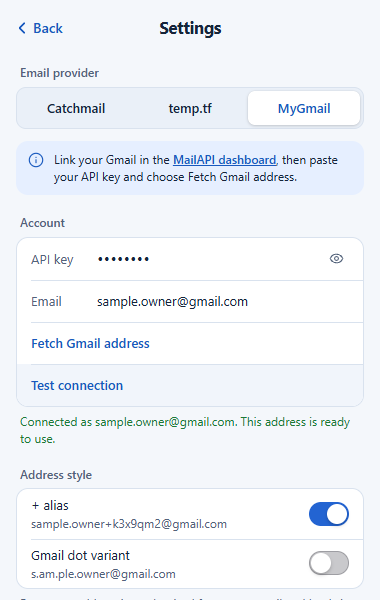 Back
Settings
Email provider
Catchmail
temp.tf
MyGmail
Link your Gmail in the MailAPI dashboard, then paste
your API key and choose Fetch Gmail address.
Account
API key ••••••••
Email sample.owner@gmail.com
Fetch Gmail address
Test connection
Connected as sample.owner@gmail.com. This address is ready
to use.
Address style
+ alias
sample.owner+k3x9qm2@gmail.com
Gmail dot variant
s.am.ple.owner@gmail.com